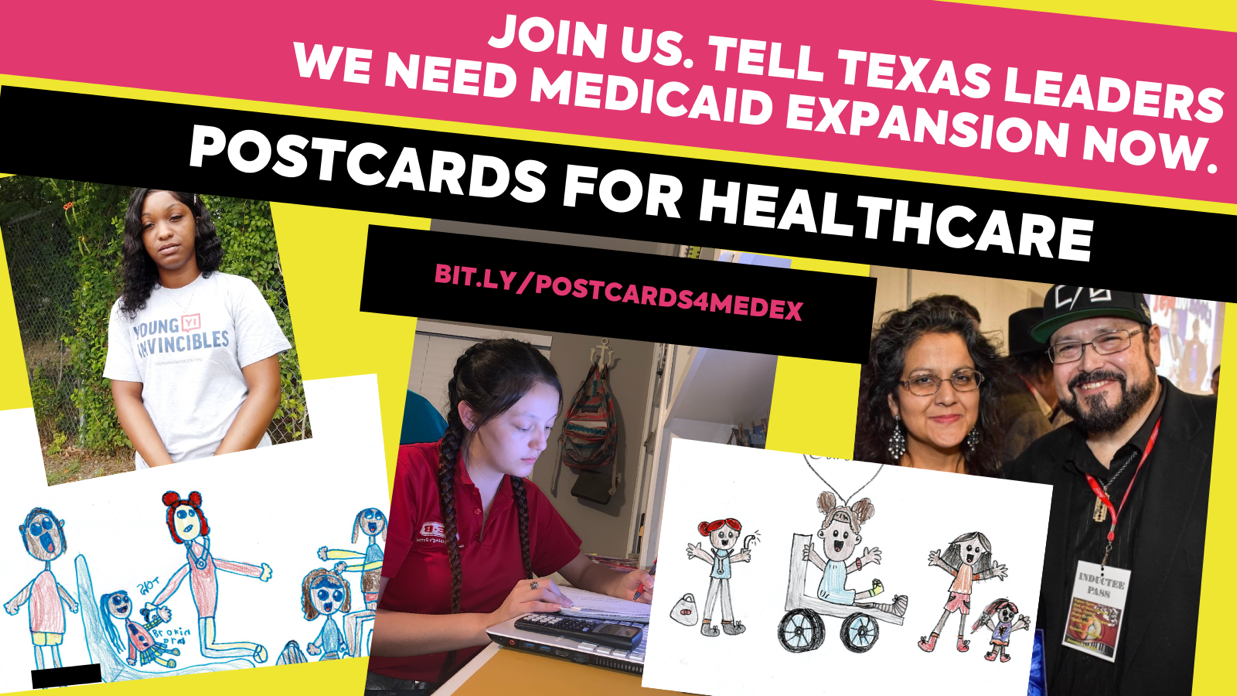 JOIN US. TELL TEXAS LEADERS
WE NEED MEDICAID EXPANSION NOW.
POSTCARDS FOR HEALTHCARE
BIT.LY/POSTCARDS4MEDEX
YOUNG YI
INVINCIBLES
INDUCTEE
PASS